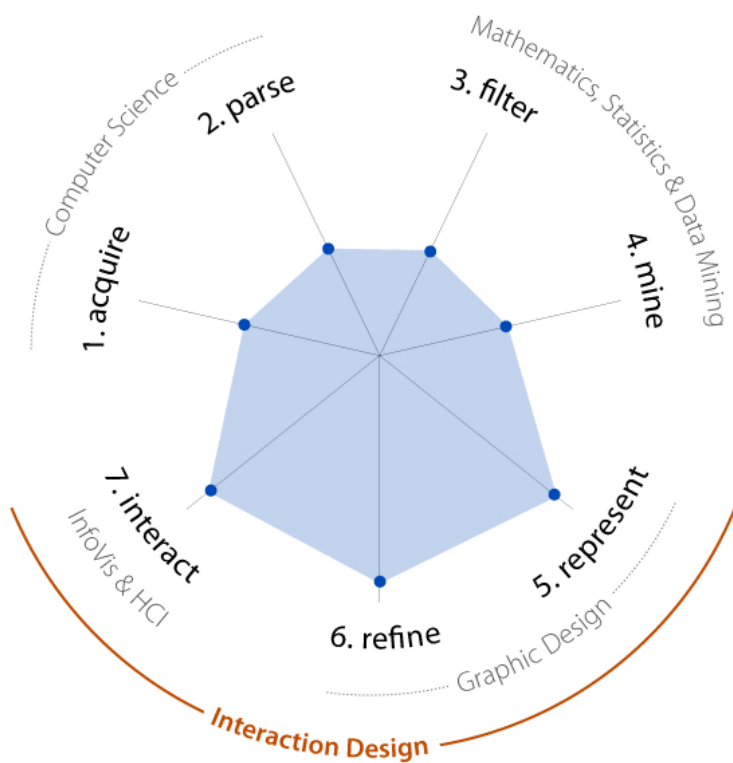 Computer Science
1. acquire
2. parse
Mathematics, Statistics & Data Mining
3. filter
4. mine
5. represent
Graphic Design
6. refine
7. interact
InfoVis & HCI
Interaction Design